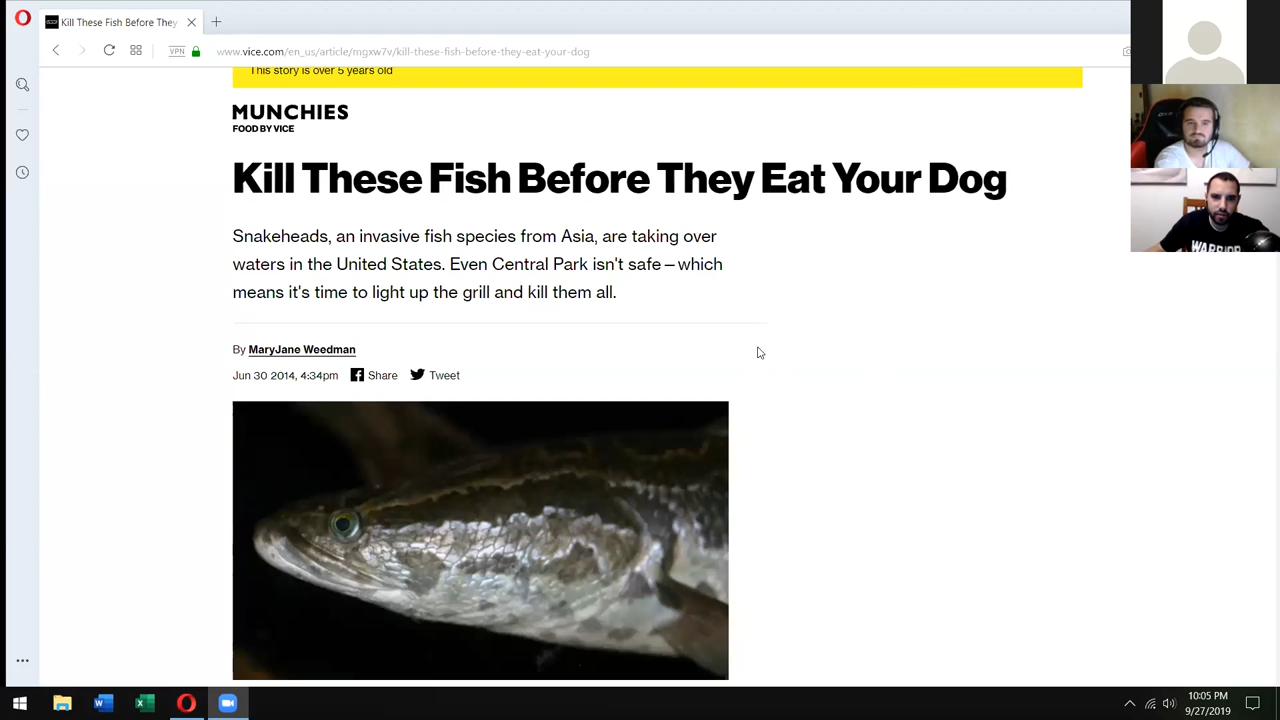 Kill These Fish Before They
VPN
www.vice.com/en_us/article/mgxw7v/kill-these-fish-before-they-eat-your-dog
This story is over 5 years old
MUNCHIES
FOOD BY VICE
Kill These Fish Before They Eat Your Dog
Snakeheads, an invasive fish species from Asia, are taking over
waters in the United States. Even Central Park isn't safe—which
means it's time to light up the grill and kill them all.
By MaryJane Weedman
Jun 30 2014, 4:34pm Share Tweet
WARRIOR
10:05 PM
9/27/2019